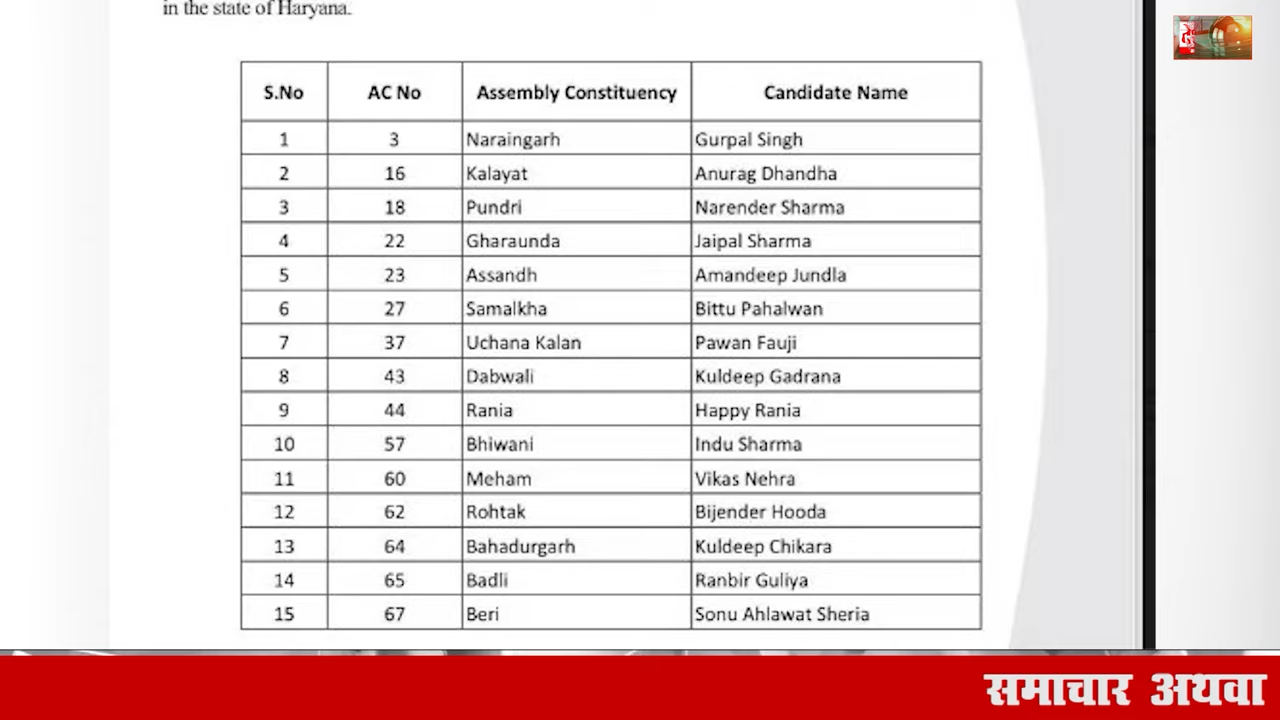 in the state of Haryana.
S.No AC No Assembly Constituency Candidate Name
1 3 Naraingarh Gurpal Singh
2 16 Kalayat Anurag Dhandha
3 18 Pundri Narender Sharma
4 22 Gharaunda Jaipal Sharma
5 23 Assandh Amandeep Jundla
6 27 Samalkha Bittu Pahalwan
7 37 Uchana Kalan Pawan Fauji
8 43 Dabwali Kuldeep Gadrana
9 44 Rania Happy Rania
10 57 Bhiwani Indu Sharma
11 60 Meham Vikas Nehra
12 62 Rohtak Bijender Hooda
13 64 Bahadurgarh Kuldeep Chikara
14 65 Badli Ranbir Guliya
15 67 Beri Sonu Ahlawat Sheria
समाचार अथवा